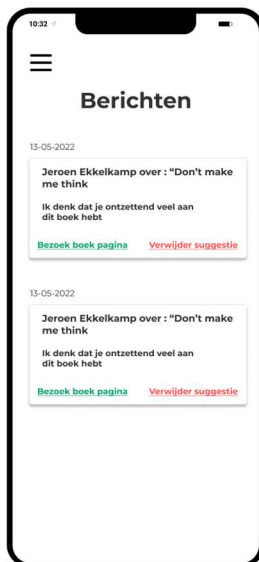 10:32
Berichten
13-05-2022
Jeroen Ekkelkamp over : “Don’t make
me think
Ik denk dat je ontzettend veel aan
dit boek hebt
Bezoek boek pagina Verwijder suggestie
13-05-2022
Jeroen Ekkelkamp over : “Don’t make
me think
Ik denk dat je ontzettend veel aan
dit boek hebt
Bezoek boek pagina Verwijder suggestie